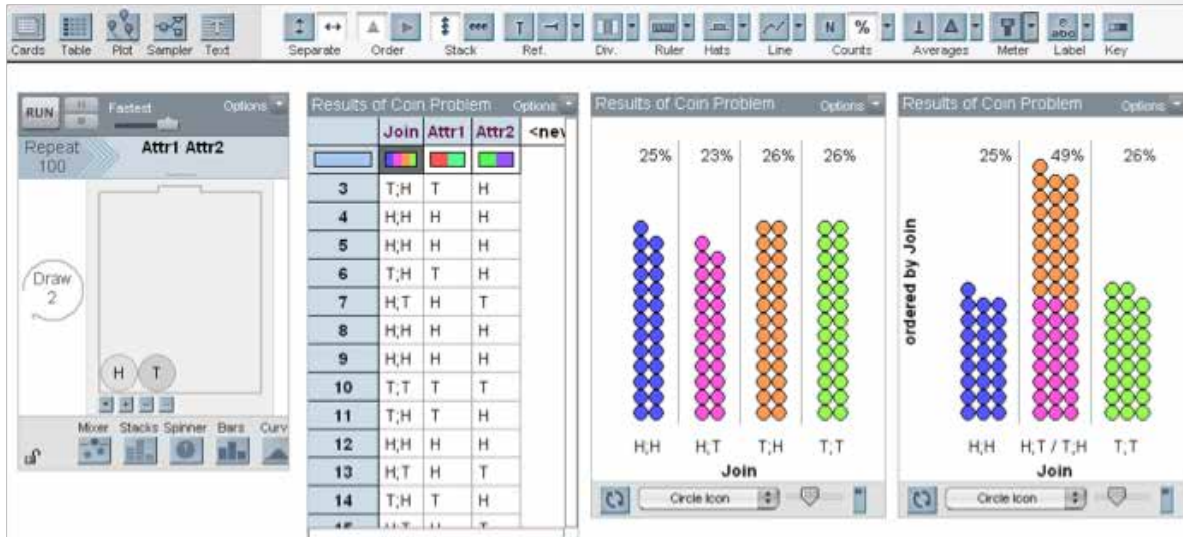 Cards Table Plot Sampler Text Separate Order Stack Ref. Div. Ruler Hats Line Counts Averages Meter Label Key
RUN
Fastest
Options
Repeat
100
Attr1 Attr2
Draw
2
H T
Mixer Stacks Spinner Bars Curv
Results of Coin Problem Options
Join Attr1 Attr2 <nev
3 T;H T H
4 H;H H H
5 H;H H H
6 T;H T H
7 H;T H T
8 H;H H H
9 H;H H H
10 T;T T T
11 T;H T H
12 H;H H H
13 H;T H T
14 T;H T H
Results of Coin Problem Options
25% 23% 26% 26%
H;H H;T T;H T;T
Join
Circle Icon
Results of Coin Problem Options
25% 49% 26%
ordered by Join
H;H H;T / T;H T;T
Join
Circle Icon